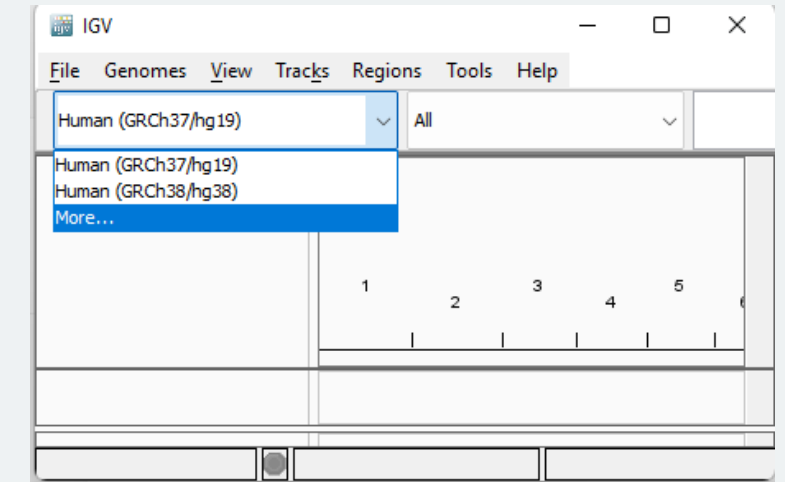 IGV
File Genomes View Tracks Regions Tools Help
Human (GRCh37/hg19) All
Human (GRCh37/hg19)
Human (GRCh38/hg38)
More...
1 2 3 4 5 6